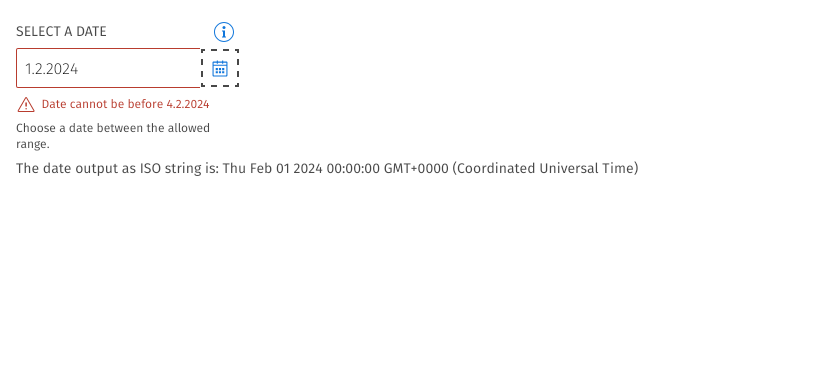 SELECT A DATE
1.2.2024
Date cannot be before 4.2.2024
Choose a date between the allowed
range.
The date output as ISO string is: Thu Feb 01 2024 00:00:00 GMT+0000 (Coordinated Universal Time)